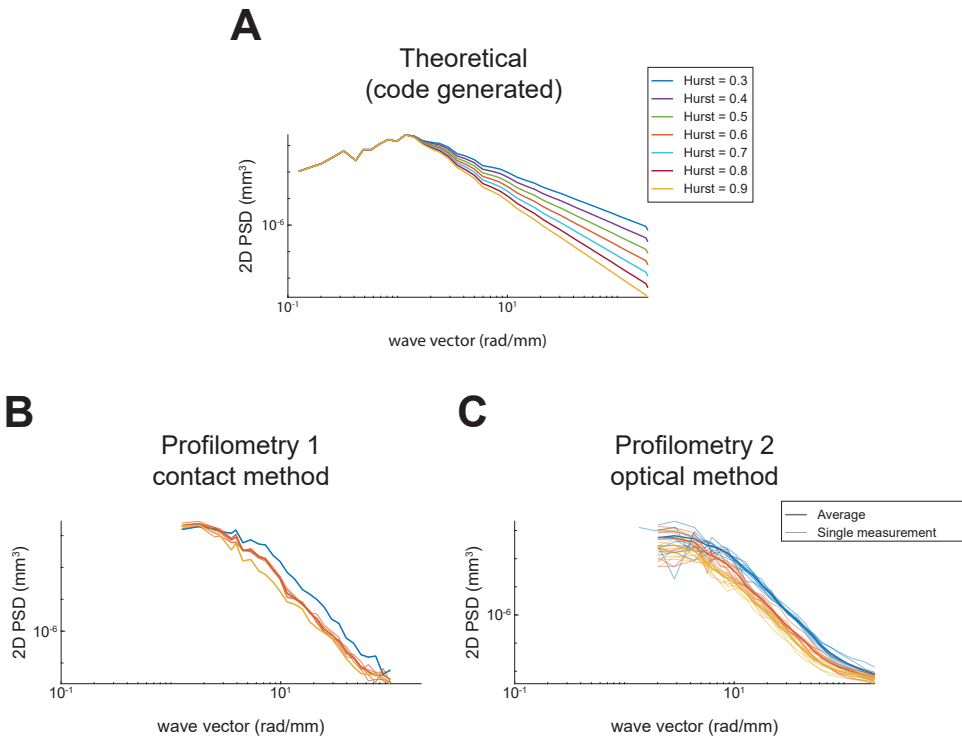 A
Theoretical
(code generated)
Hurst = 0.3
Hurst = 0.4
Hurst = 0.5
Hurst = 0.6
Hurst = 0.7
Hurst = 0.8
Hurst = 0.9
2D PSD (mm³)
10⁻⁶
10⁻¹
10¹
wave vector (rad/mm)
B
Profilometry 1
contact method
2D PSD (mm³)
10⁻⁶
10⁻¹
10¹
wave vector (rad/mm)
C
Profilometry 2
optical method
Average
Single measurement
2D PSD (mm³)
10⁻⁶
10⁻¹
10¹
wave vector (rad/mm)